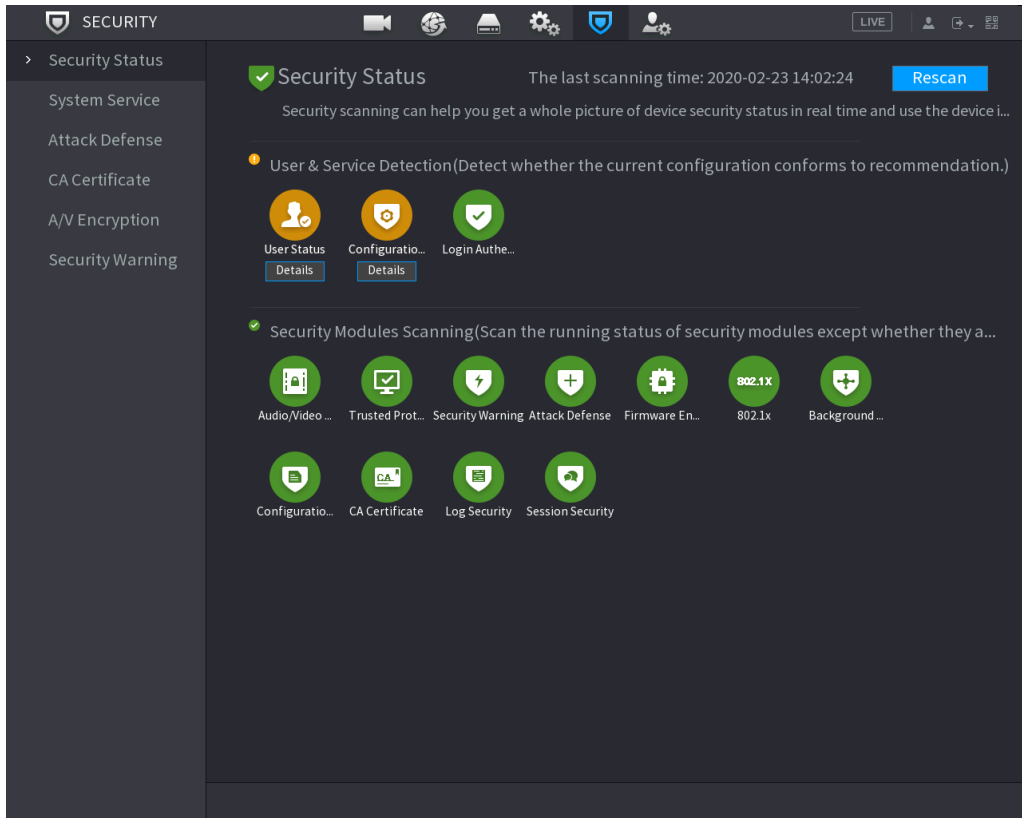 SECURITY
LIVE
Security Status
System Service
Attack Defense
CA Certificate
A/V Encryption
Security Warning
Security Status
The last scanning time: 2020-02-23 14:02:24
Rescan
Security scanning can help you get a whole picture of device security status in real time and use the device i...
User & Service Detection(Detect whether the current configuration conforms to recommendation.)
User Status
Configuratio...
Login Authe...
Details
Details
Security Modules Scanning(Scan the running status of security modules except whether they a...
802.1X
Audio/Video ...
Trusted Prot...
Security Warning
Attack Defense
Firmware En...
802.1x
Background ...
CA
Configuratio...
CA Certificate
Log Security
Session Security